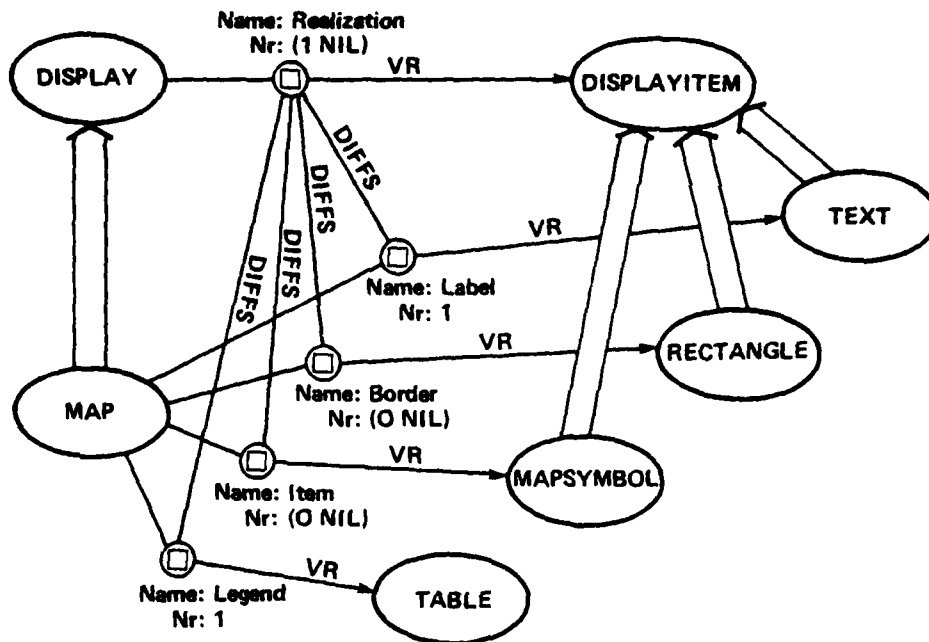 Name: Realization
Nr: (1 NIL)
DISPLAY
VR
DISPLAYITEM
DIFFS
DIFFS
DIFFS
DIFFS
TEXT
VR
Name: Label
Nr: 1
RECTANGLE
VR
Name: Border
Nr: (0 NIL)
MAP
VR
MAPSYMBOL
Name: Item
Nr: (0 NIL)
VR
TABLE
Name: Legend
Nr: 1